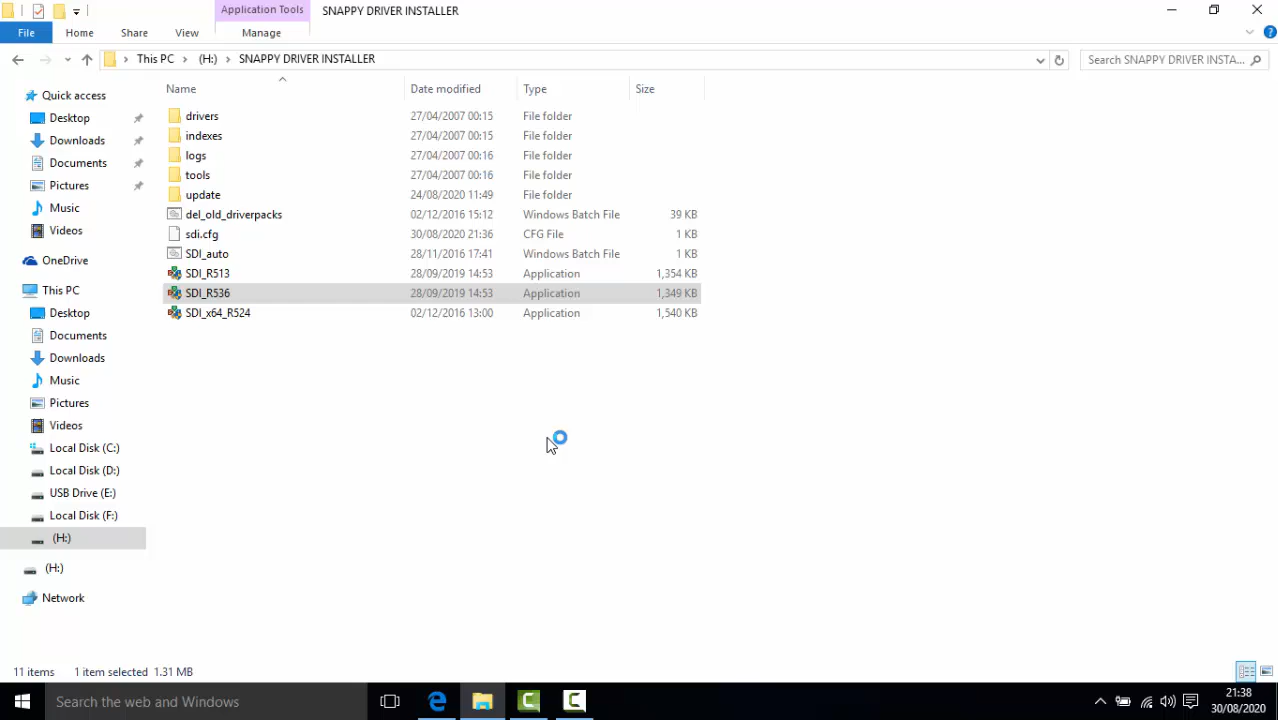 Application Tools SNAPPY DRIVER INSTALLER
File Home Share View Manage
This PC (H:) SNAPPY DRIVER INSTALLER Search SNAPPY DRIVER INSTA...
Name Date modified Type Size
Quick access
Desktop
Downloads
Documents
Pictures
Music
Videos
OneDrive
This PC
Desktop
Documents
Downloads
Music
Pictures
Videos
Local Disk (C:)
Local Disk (D:)
USB Drive (E:)
Local Disk (F:)
(H:)
(H:)
Network
drivers 27/04/2007 00:15 File folder
indexes 27/04/2007 00:15 File folder
logs 27/04/2007 00:16 File folder
tools 27/04/2007 00:16 File folder
update 24/08/2020 11:49 File folder
del_old_driverpacks 02/12/2016 15:12 Windows Batch File 39 KB
sdi.cfg 30/08/2020 21:36 CFG File 1 KB
SDI_auto 28/11/2016 17:41 Windows Batch File 1 KB
SDI_R513 28/09/2019 14:53 Application 1,354 KB
SDI_R536 28/09/2019 14:53 Application 1,349 KB
SDI_x64_R524 02/12/2016 13:00 Application 1,540 KB
11 items 1 item selected 1.31 MB
Search the web and Windows
21:38
30/08/2020